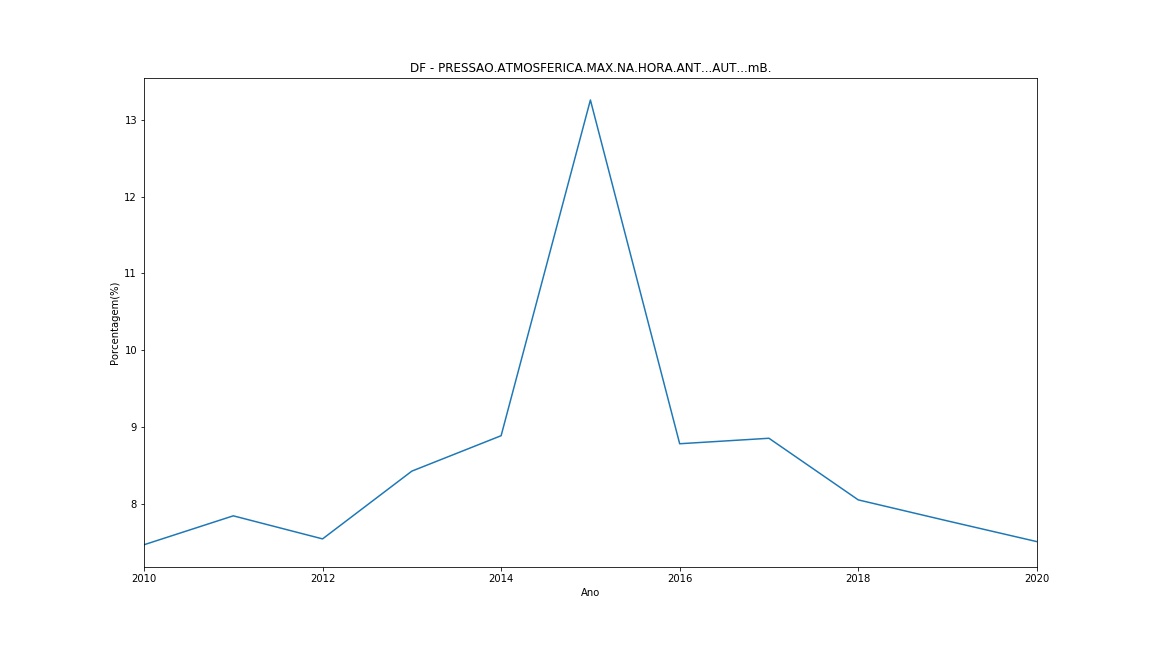 DF - PRESSAO.ATMOSFERICA.MAX.NA.HORA.ANT...AUT...mB.
13
12
11
10
9
8
Porcentagem(%)
2010 2012 2014 2016 2018 2020
Ano